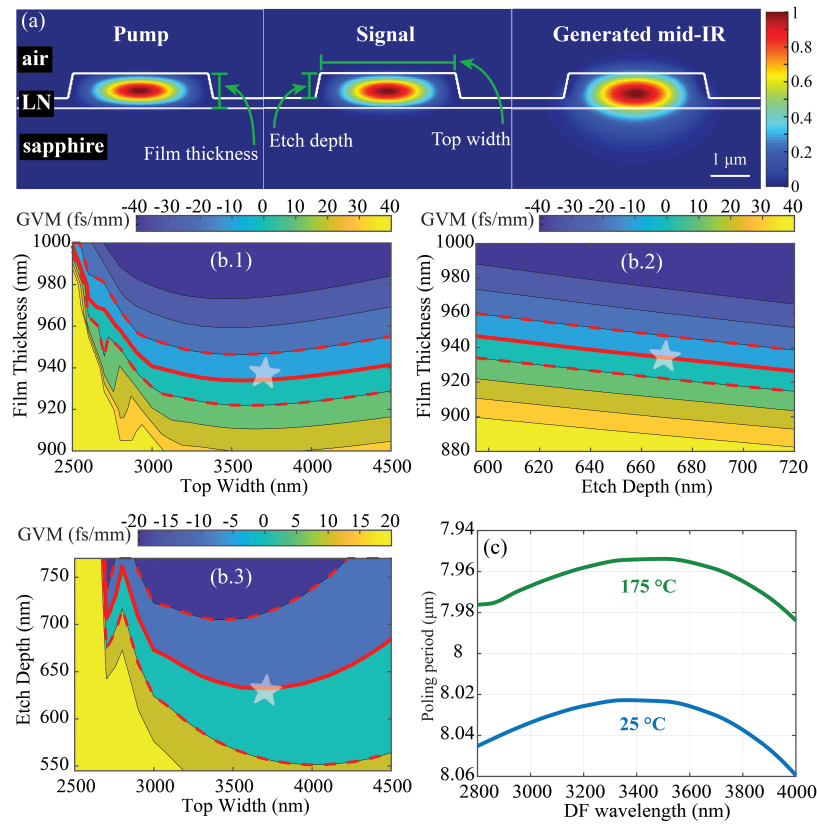 (a)
Pump Signal Generated mid-IR
air
LN
sapphire
Film thickness Etch depth Top width
1 μm
1
0.8
0.6
0.4
0.2
0
GVM (fs/mm) -40 -30 -20 -10 0 10 20 30 40
(b.1)
Film Thickness (nm)
1000
980
960
940
920
900
2500 3000 3500 4000 4500
Top Width (nm)
GVM (fs/mm) -40 -30 -20 -10 0 10 20 30 40
(b.2)
Film Thickness (nm)
1000
980
960
940
920
900
880
600 620 640 660 680 700 720
Etch Depth (nm)
GVM (fs/mm) -20 -15 -10 -5 0 5 10 15 20
(b.3)
Etch Depth (nm)
750
700
650
600
550
2500 3000 3500 4000 4500
Top Width (nm)
(c)
Poling period (μm)
7.94
7.96
7.98
8
8.02
8.04
8.06
175 °C
25 °C
2800 3000 3200 3400 3600 3800 4000
DF wavelength (nm)